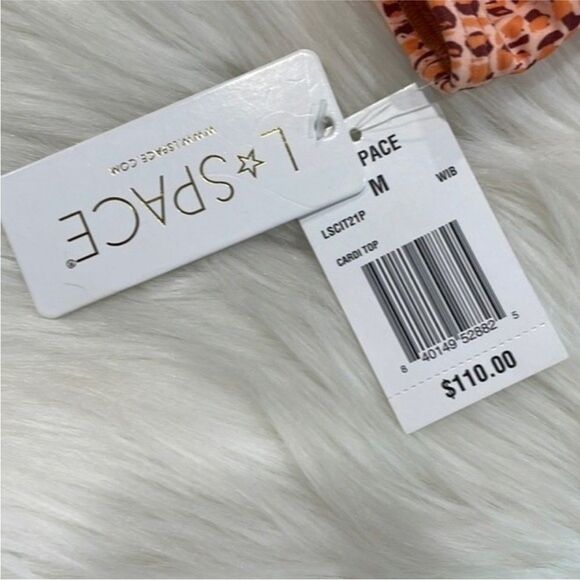 L☆SPACE®
WWW.LSPACE.COM
PACE
M WIB
LSCIT21P
CARDI TOP
8 40149 52882 5
$110.00